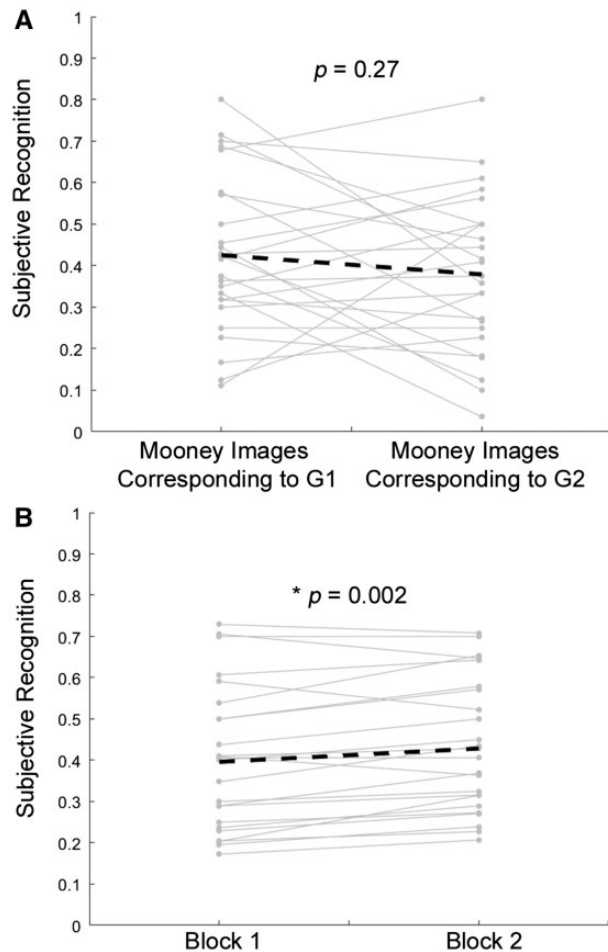 A
Subjective Recognition
1
0.9
0.8
0.7
0.6
0.5
0.4
0.3
0.2
0.1
0
p = 0.27
Mooney Images
Corresponding to G1
Mooney Images
Corresponding to G2
B
Subjective Recognition
1
0.9
0.8
0.7
0.6
0.5
0.4
0.3
0.2
0.1
0
* p = 0.002
Block 1
Block 2